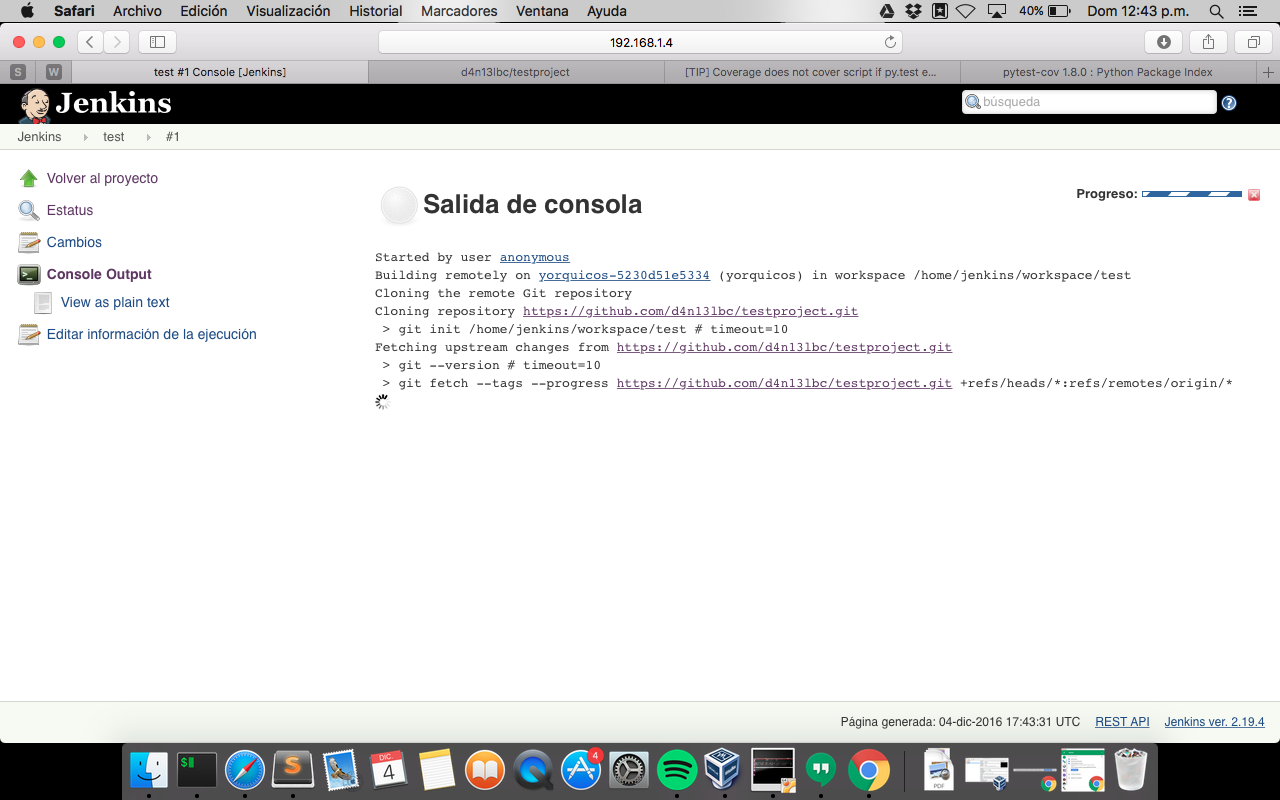 Safari Archivo Edición Visualización Historial Marcadores Ventana Ayuda 40% Dom 12:43 p.m.
192.168.1.4
S W test #1 Console [Jenkins] d4n13lbc/testproject [TIP] Coverage does not cover script if py.test e... pytest-cov 1.8.0 : Python Package Index
Jenkins búsqueda
Jenkins test #1
Volver al proyecto
Estatus
Cambios
Console Output
View as plain text
Editar información de la ejecución
Progreso:
Salida de consola
Started by user anonymous
Building remotely on yorquicos-5230d51e5334 (yorquicos) in workspace /home/jenkins/workspace/test
Cloning the remote Git repository
Cloning repository https://github.com/d4n13lbc/testproject.git
> git init /home/jenkins/workspace/test # timeout=10
Fetching upstream changes from https://github.com/d4n13lbc/testproject.git
> git --version # timeout=10
> git fetch --tags --progress https://github.com/d4n13lbc/testproject.git +refs/heads/*:refs/remotes/origin/*
Página generada: 04-dic-2016 17:43:31 UTC REST API Jenkins ver. 2.19.4
$ S DIC. 4 4 PDF